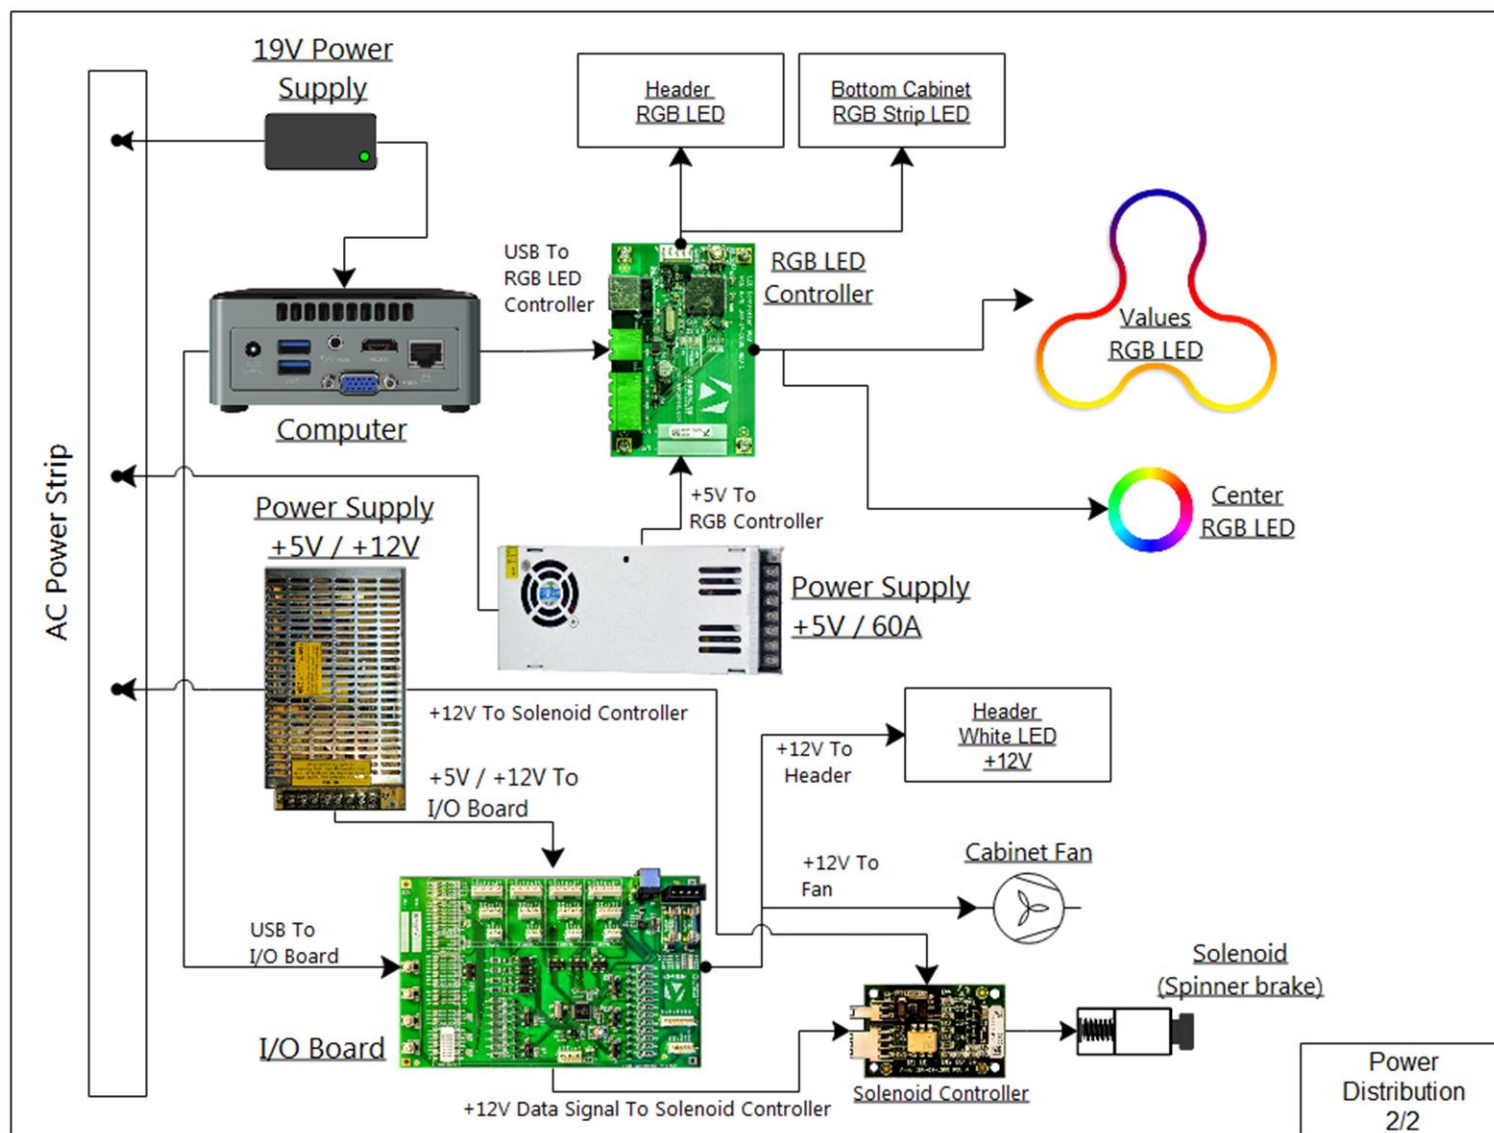 19V Power
Supply
Header
RGB LED
Bottom Cabinet
RGB Strip LED
USB To
RGB LED
Controller
RGB LED
Controller
Values
RGB LED
Computer
AC Power Strip
Power Supply
+5V / +12V
+5V To
RGB Controller
Center
RGB LED
Power Supply
+5V / 60A
+12V To Solenoid Controller
+12V To
Header
Header
White LED
+12V
+5V / +12V To
I/O Board
+12V To
Fan
Cabinet Fan
USB To
I/O Board
Solenoid
(Spinner brake)
I/O Board
Solenoid Controller
+12V Data Signal To Solenoid Controller
Power
Distribution
2/2